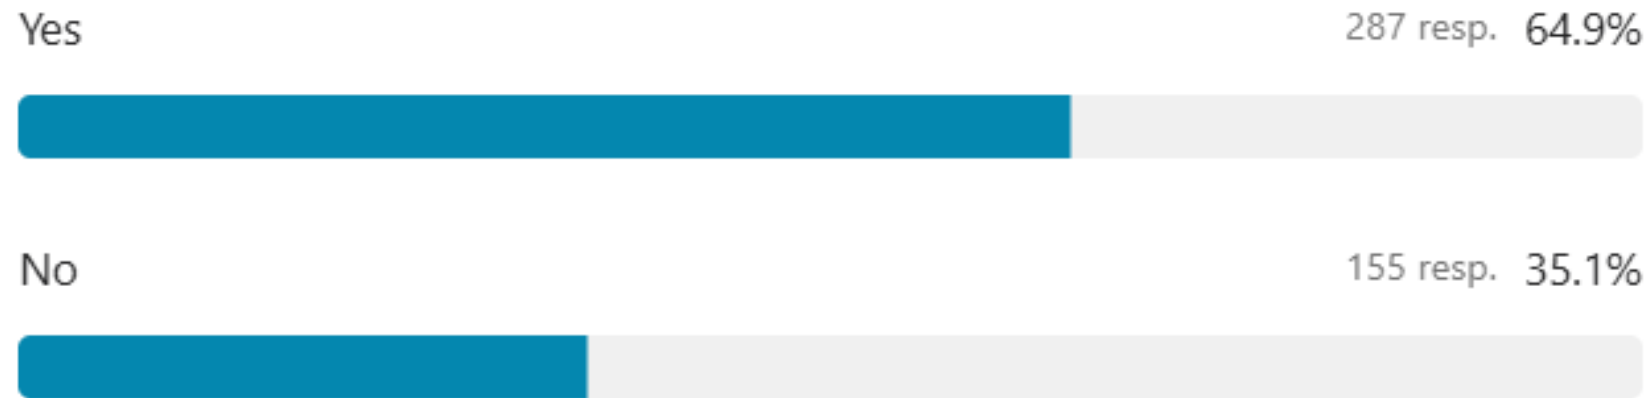 Yes 287 resp. 64.9%
No 155 resp. 35.1%